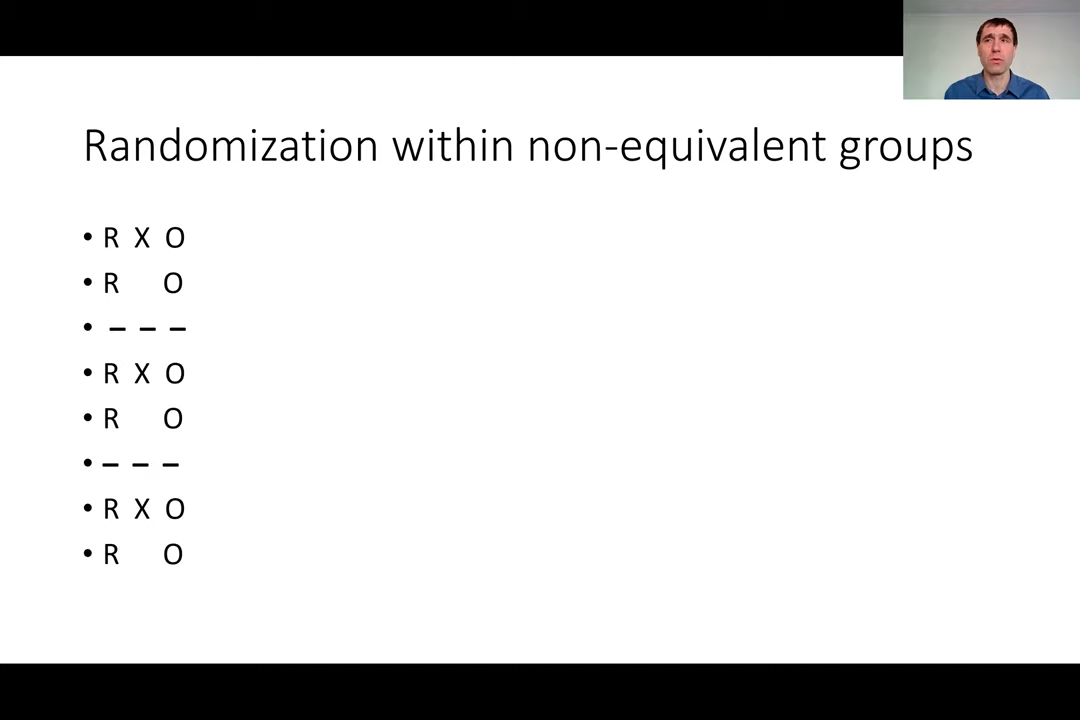 Randomization within non-equivalent groups
• R X O
• R O
• – – –
• R X O
• R O
• – – –
• R X O
• R O